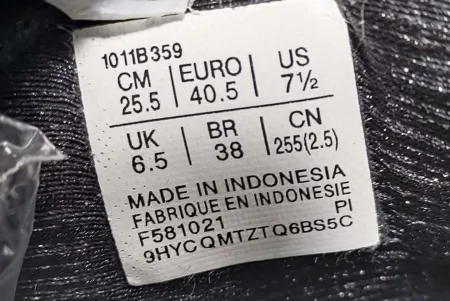 1011B359
CM EURO US
25.5 40.5 7½
UK BR CN
6.5 38 255(2.5)
MADE IN INDONESIA
FABRIQUE EN INDONESIE
F581021 PI
9HYCQMTZTQ6BS5C